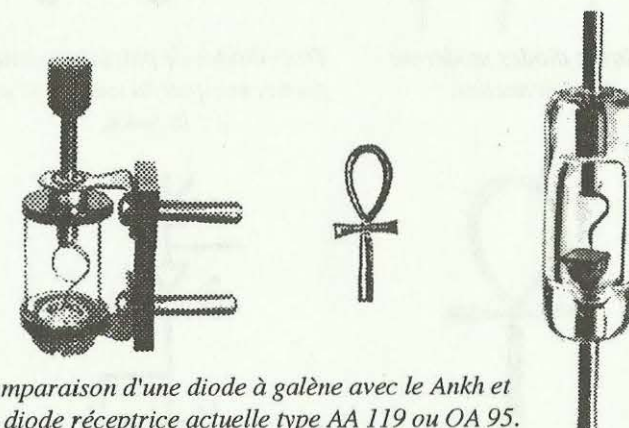 mparaison d'une diode à galène avec le Ankh et
diode réceptrice actuelle type AA 119 ou OA 95.